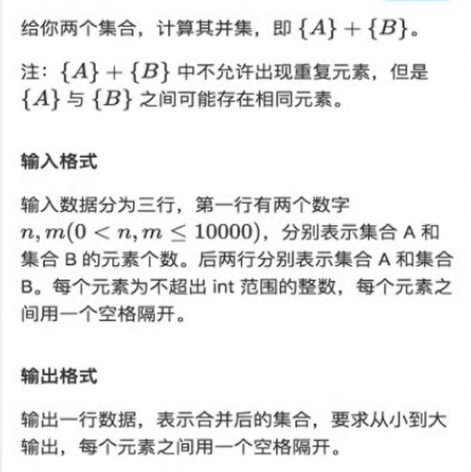 给你两个集合，计算其并集，即 {A} + {B}。
注：{A} + {B} 中不允许出现重复元素，但是
{A} 与 {B} 之间可能存在相同元素。
输入格式
输入数据分为三行，第一行有两个数字
n, m(0 < n, m ≤ 10000)，分别表示集合 A 和
集合 B 的元素个数。后两行分别表示集合 A 和集合
B。每个元素为不超出 int 范围的整数，每个元素之
间用一个空格隔开。
输出格式
输出一行数据，表示合并后的集合，要求从小到大
输出，每个元素之间用一个空格隔开。